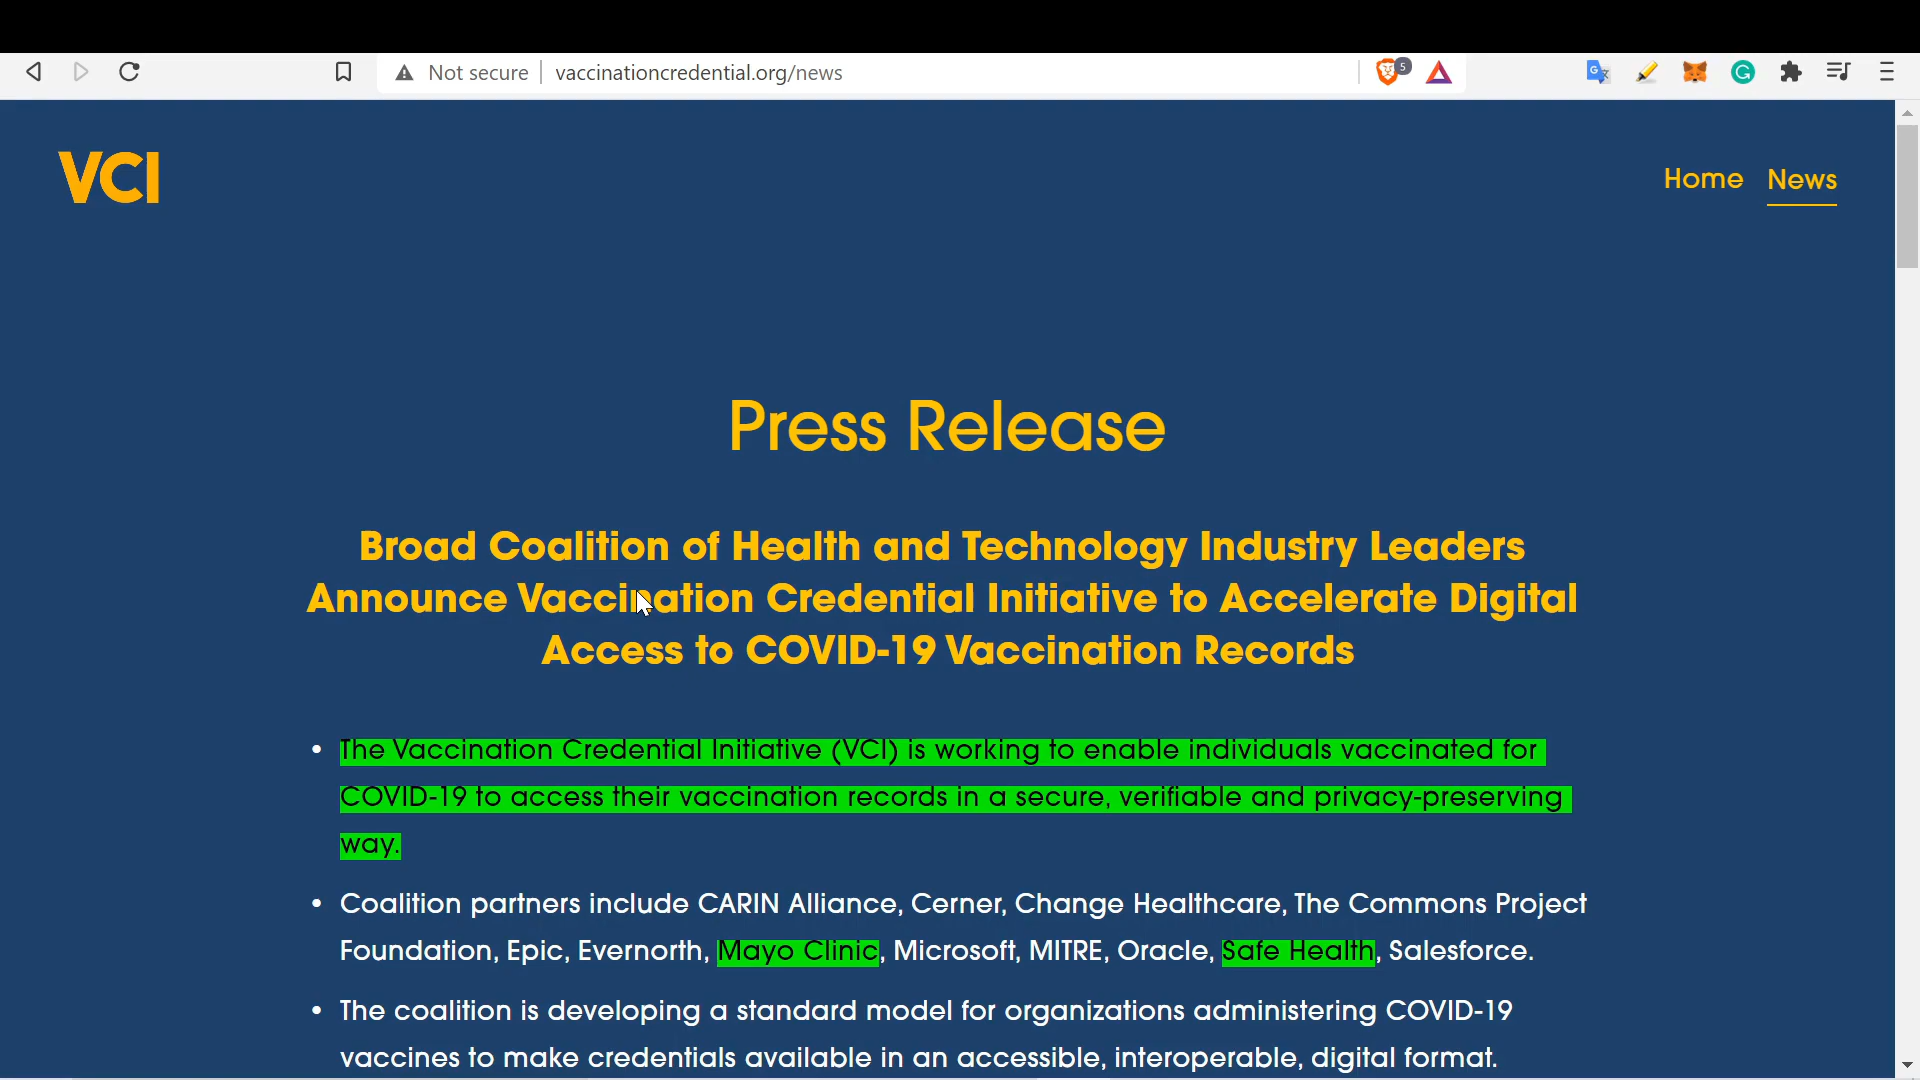 Not secure
vaccinationcredential.org/news
5
VCI
Home
News
Press Release
Broad Coalition of Health and Technology Industry Leaders
Announce Vaccination Credential Initiative to Accelerate Digital
Access to COVID-19 Vaccination Records
• The Vaccination Credential Initiative (VCI) is working to enable individuals vaccinated for
COVID-19 to access their vaccination records in a secure, verifiable and privacy-preserving
way.
• Coalition partners include CARIN Alliance, Cerner, Change Healthcare, The Commons Project
Foundation, Epic, Evernorth, Mayo Clinic, Microsoft, MITRE, Oracle, Safe Health, Salesforce.
• The coalition is developing a standard model for organizations administering COVID-19
vaccines to make credentials available in an accessible, interoperable, digital format.